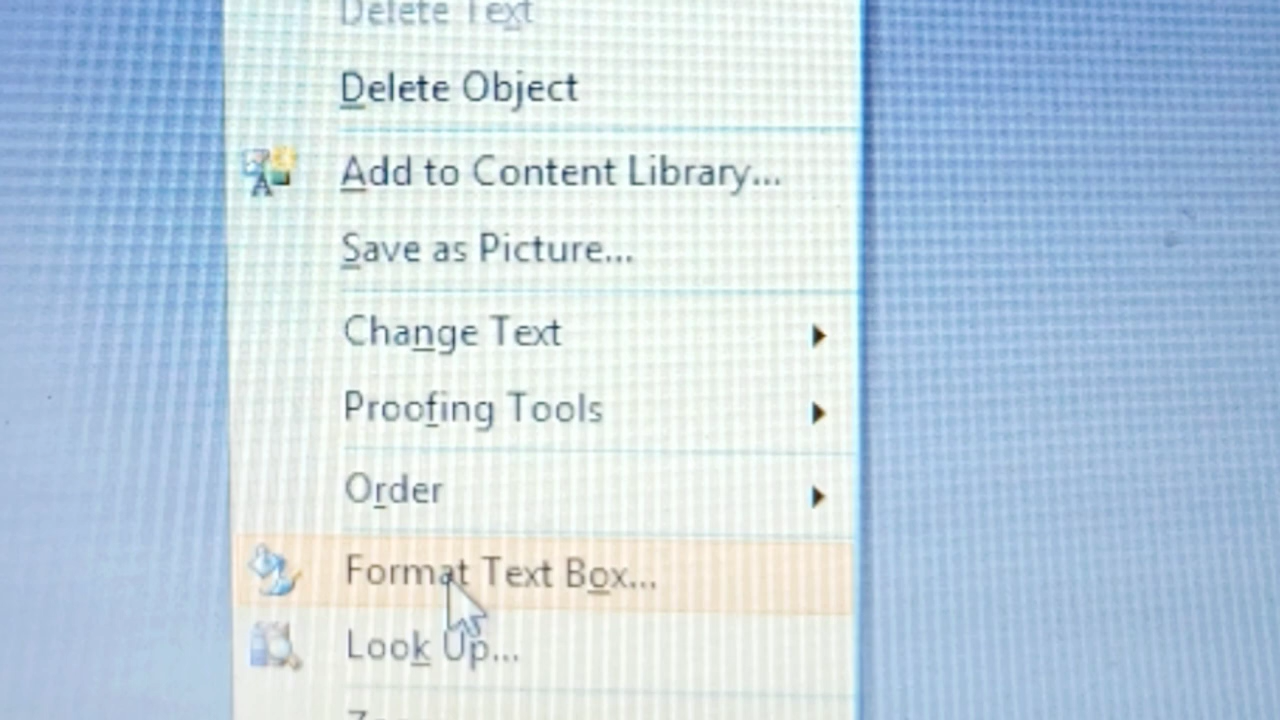 Delete Text
Delete Object
Add to Content Library...
Save as Picture...
Change Text
Proofing Tools
Order
Format Text Box...
Look Up...